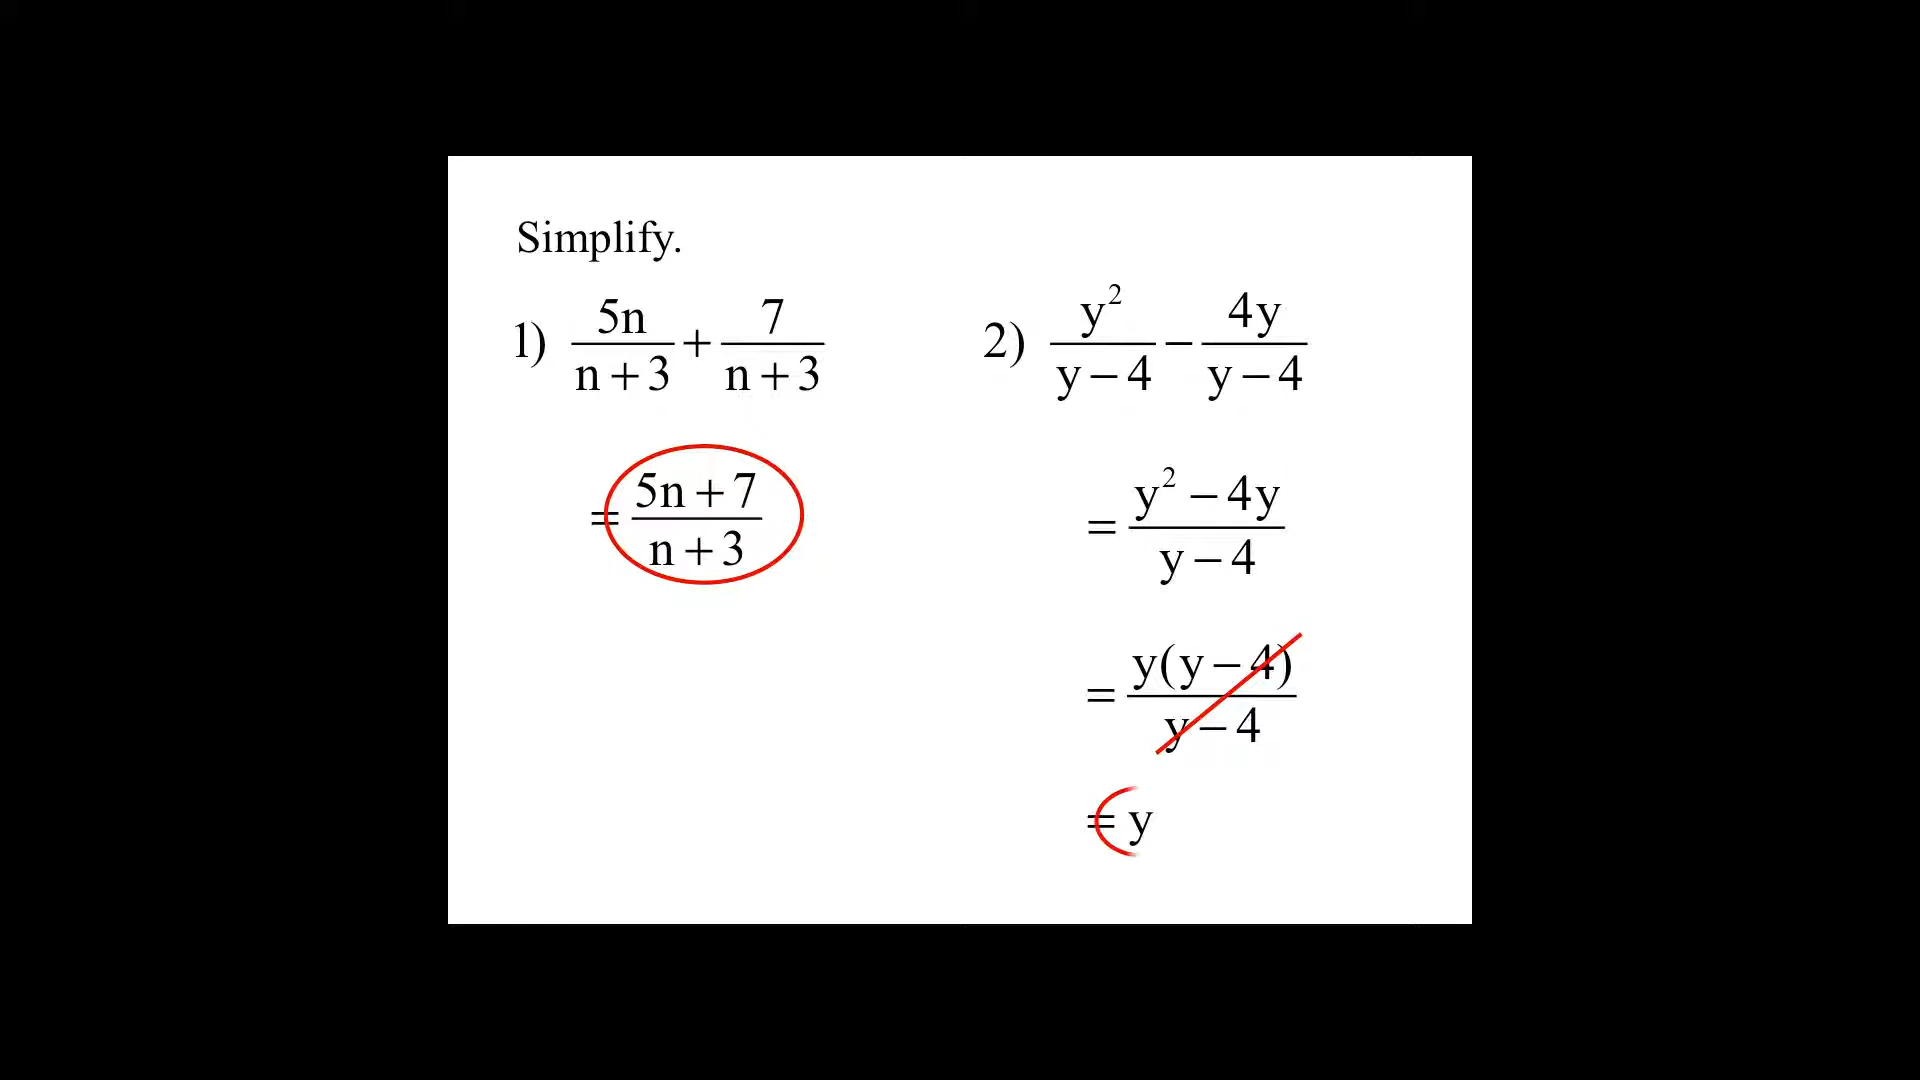 Simplify.
1) 5n/(n + 3) + 7/(n + 3)
= (5n + 7)/(n + 3)
2) y²/(y − 4) − 4y/(y − 4)
= (y² − 4y)/(y − 4)
= y(y − 4)/(y − 4)
= y